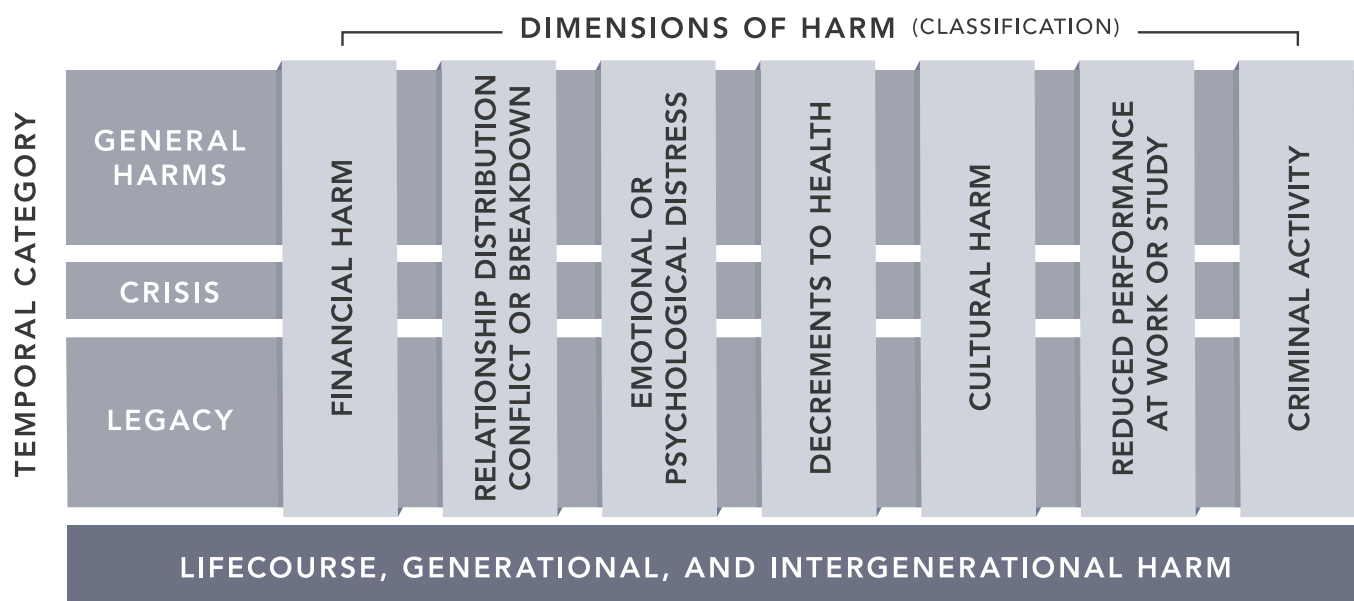 DIMENSIONS OF HARM (CLASSIFICATION)
TEMPORAL CATEGORY
GENERAL
HARMS
CRISIS
LEGACY
FINANCIAL HARM
RELATIONSHIP DISTRIBUTION
CONFLICT OR BREAKDOWN
EMOTIONAL OR
PSYCHOLOGICAL DISTRESS
DECREMENTS TO HEALTH
CULTURAL HARM
REDUCED PERFORMANCE
AT WORK OR STUDY
CRIMINAL ACTIVITY
LIFECOURSE, GENERATIONAL, AND INTERGENERATIONAL HARM